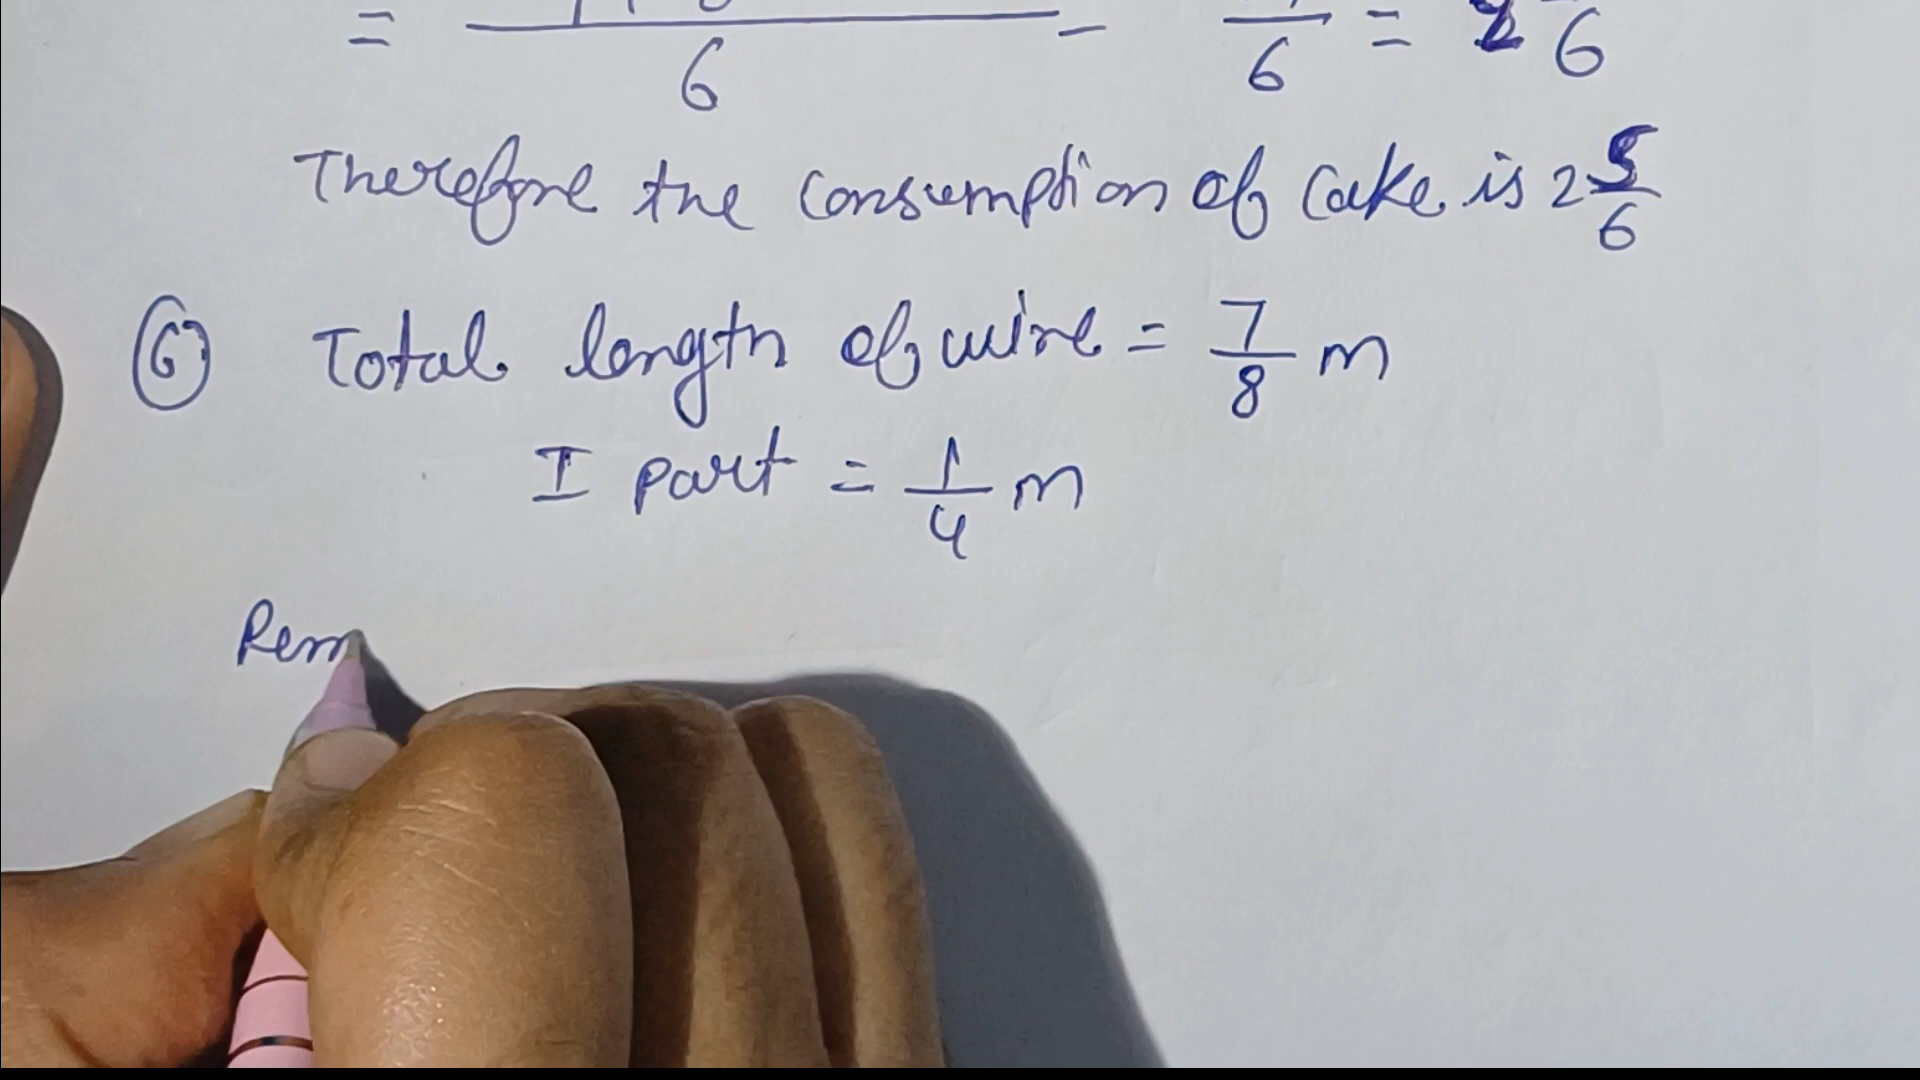 = /6 - /6 = 2 /6
Therefore the consumption of cake is 2 5/6
6 Total length of wire = 7/8 m
I part = 1/4 m
Rem